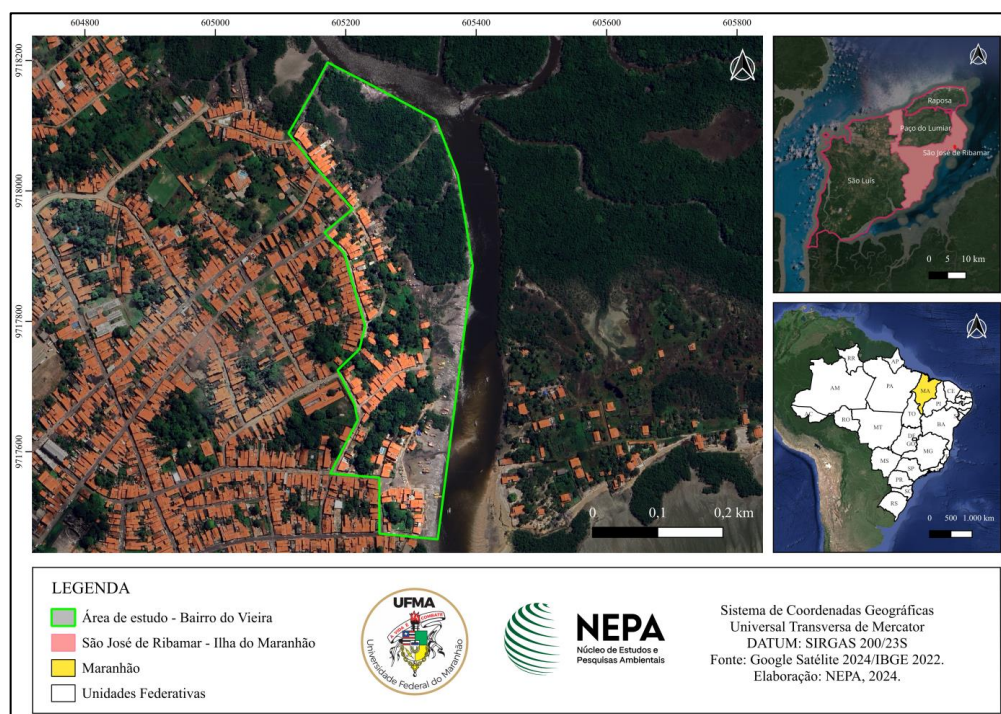 604800
605000
605200
605400
605600
605800
9718200
9718000
9717800
9717600
0
0,1
0,2 km
Raposa
Paço do Lumiar
São José de Ribamar
São Luís
0 5 10 km
RR
AP
AM
PA
MA
CE
PI
AC
RO
TO
MT
BA
DF
GO
MG
MS
SP
PR
SC
RS
0 500 1.000 km
LEGENDA
Área de estudo - Bairro do Vieira
São José de Ribamar - Ilha do Maranhão
Maranhão
Unidades Federativas
UFMA
Universidade Federal do Maranhão
NEPA
Núcleo de Estudos e
Pesquisas Ambientais
Sistema de Coordenadas Geográficas
Universal Transversa de Mercator
DATUM: SIRGAS 200/23S
Fonte: Google Satélite 2024/IBGE 2022.
Elaboração: NEPA, 2024.